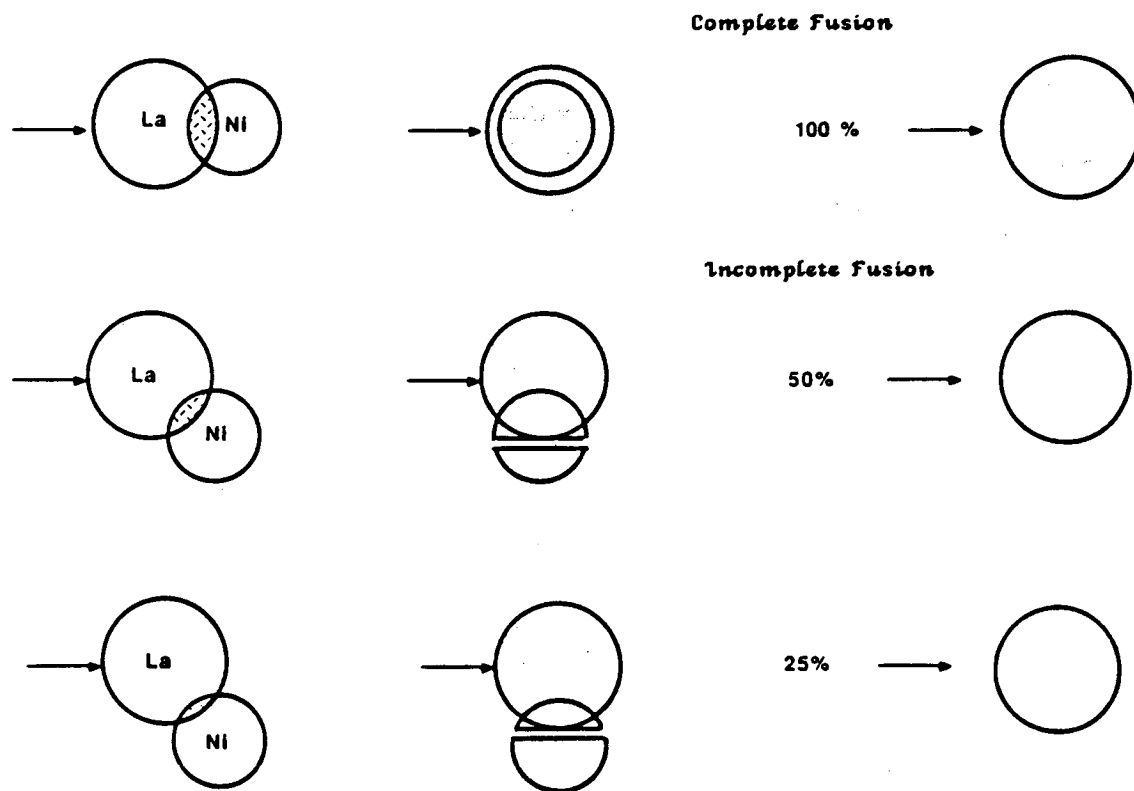 Complete Fusion
La Ni 100 %
Incomplete Fusion
La
50%
Ni
La
25%
Ni